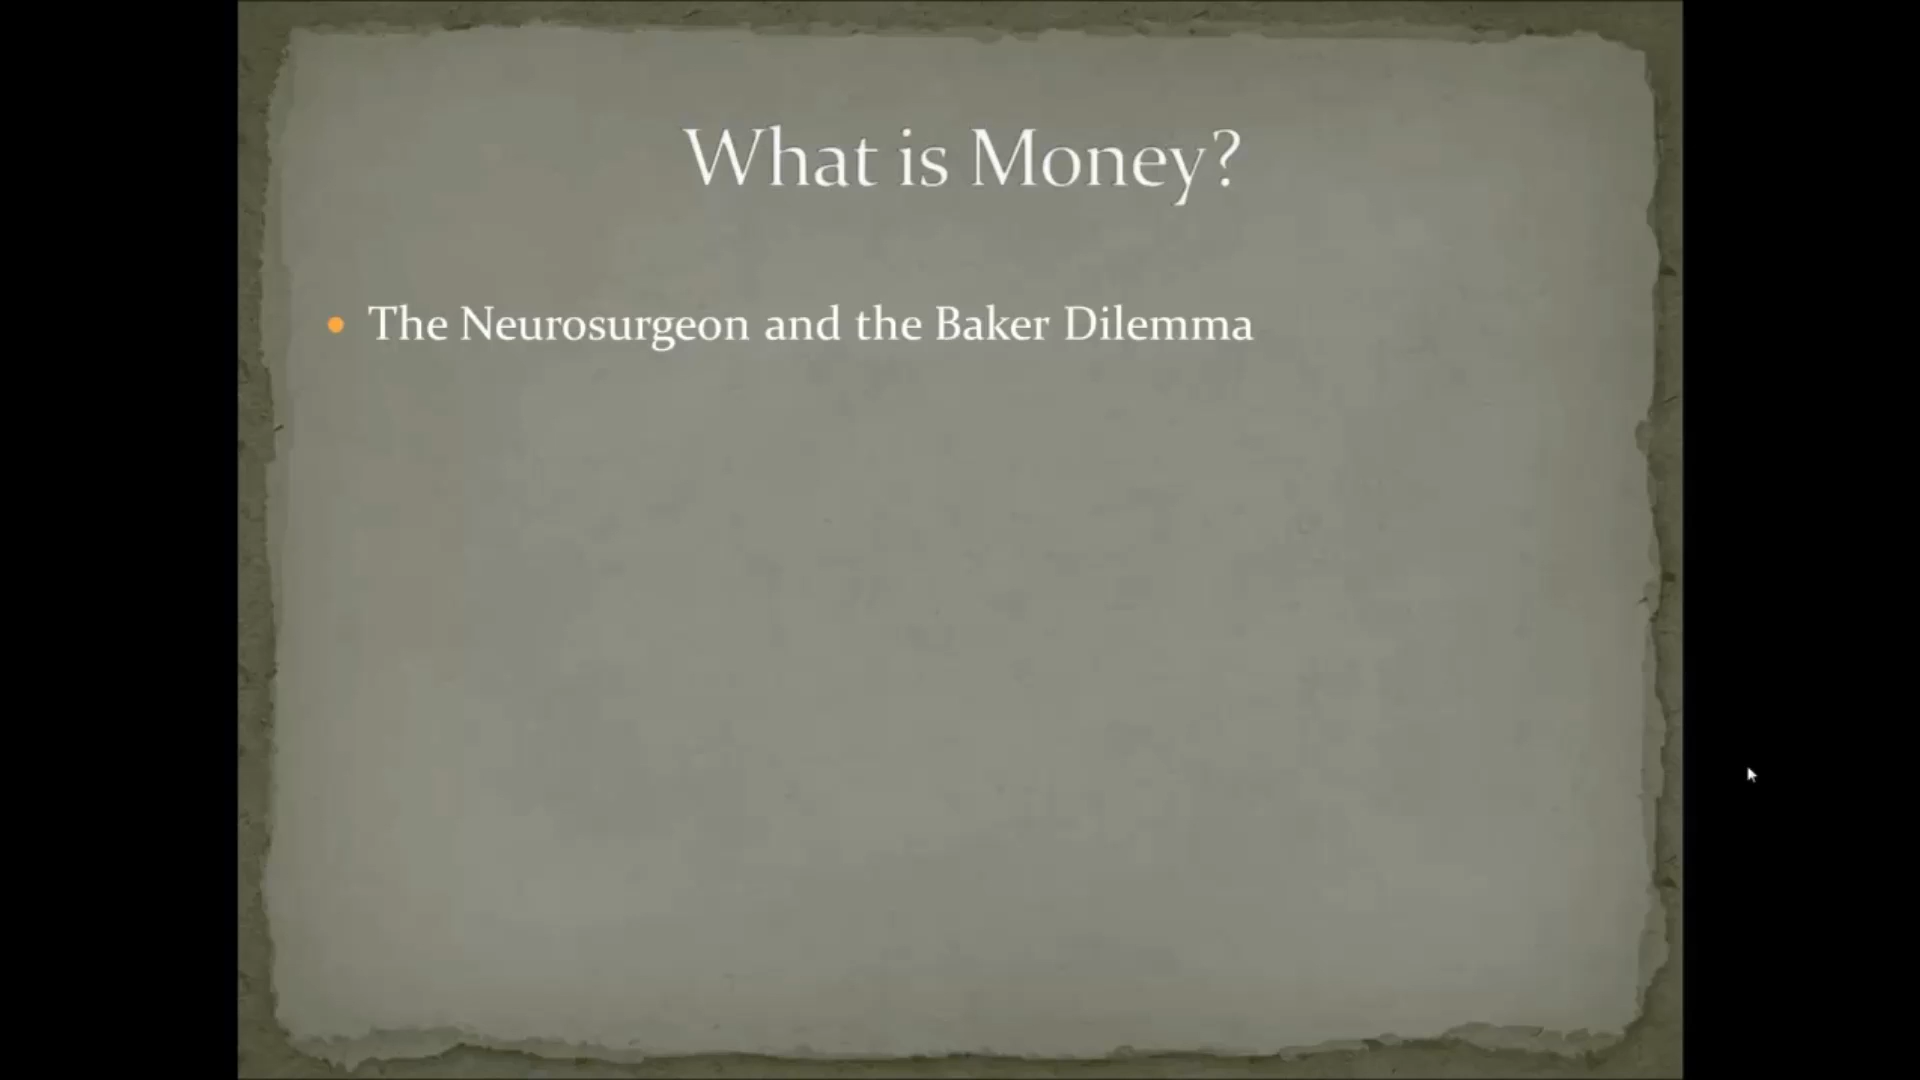 What is Money?
The Neurosurgeon and the Baker Dilemma